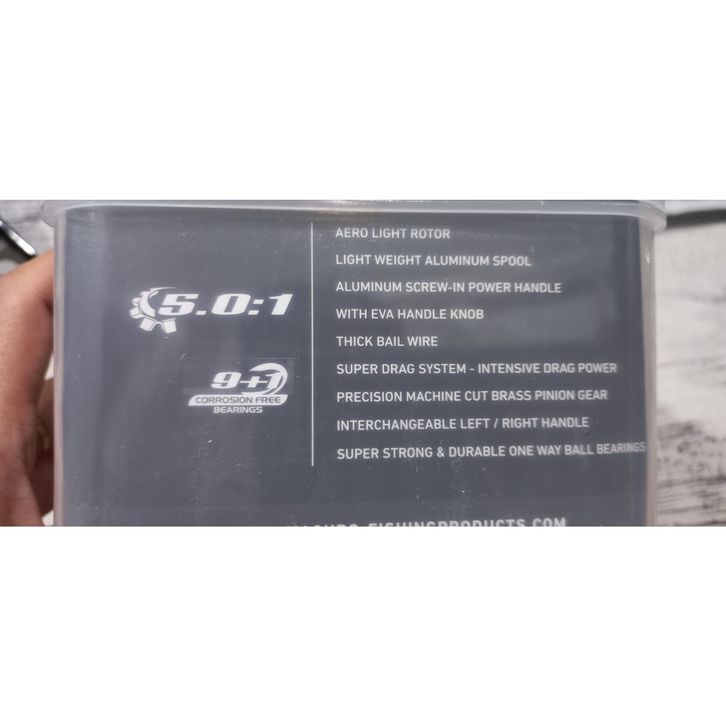 5.0:1
9+1
CORROSION FREE
BEARINGS
AERO LIGHT ROTOR
LIGHT WEIGHT ALUMINUM SPOOL
ALUMINUM SCREW-IN POWER HANDLE
WITH EVA HANDLE KNOB
THICK BAIL WIRE
SUPER DRAG SYSTEM - INTENSIVE DRAG POWER
PRECISION MACHINE CUT BRASS PINION GEAR
INTERCHANGEABLE LEFT / RIGHT HANDLE
SUPER STRONG & DURABLE ONE WAY BALL BEARINGS